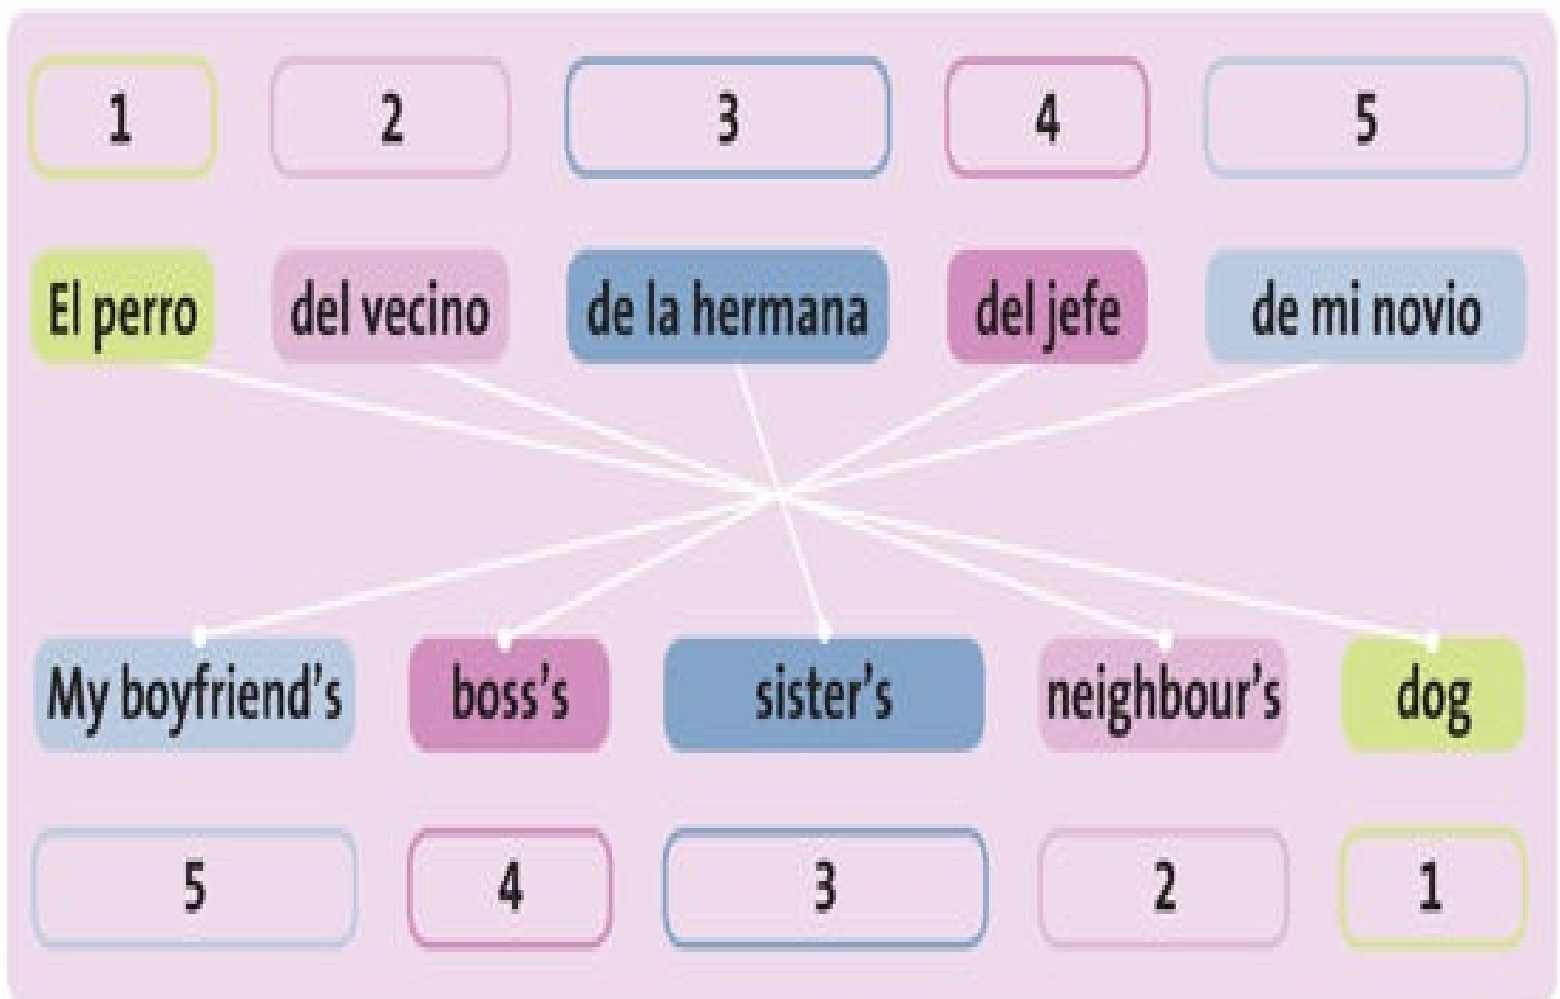 1 2 3 4 5
El perro del vecino de la hermana del jefe de mi novio
My boyfriend's boss's sister's neighbour's dog
5 4 3 2 1